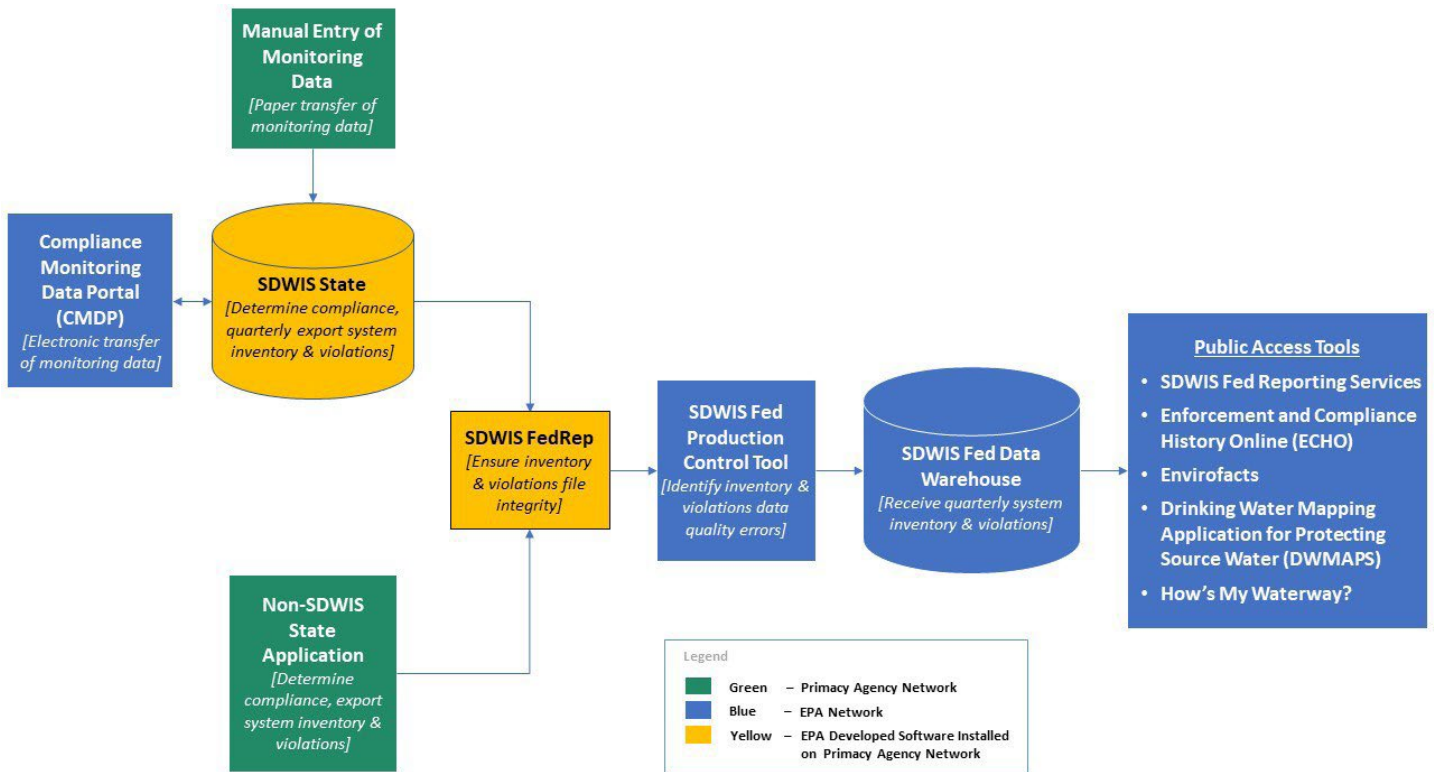 Manual Entry of
Monitoring
Data
[Paper transfer of
monitoring data]
Compliance
Monitoring
Data Portal
(CMDP)
[Electronic transfer
of monitoring data]
SDWIS State
[Determine compliance,
quarterly export system
inventory & violations]
SDWIS FedRep
[Ensure inventory
& violations file
integrity]
Non-SDWIS
State
Application
[Determine
compliance, export
system inventory &
violations]
SDWIS Fed
Production
Control Tool
[Identify inventory &
violations data
quality errors]
SDWIS Fed Data
Warehouse
[Receive quarterly system
inventory & violations]
Public Access Tools
• SDWIS Fed Reporting Services
• Enforcement and Compliance
History Online (ECHO)
• Envirofacts
• Drinking Water Mapping
Application for Protecting
Source Water (DWMAPS)
• How’s My Waterway?
Legend
Green – Primacy Agency Network
Blue – EPA Network
Yellow – EPA Developed Software Installed
on Primacy Agency Network